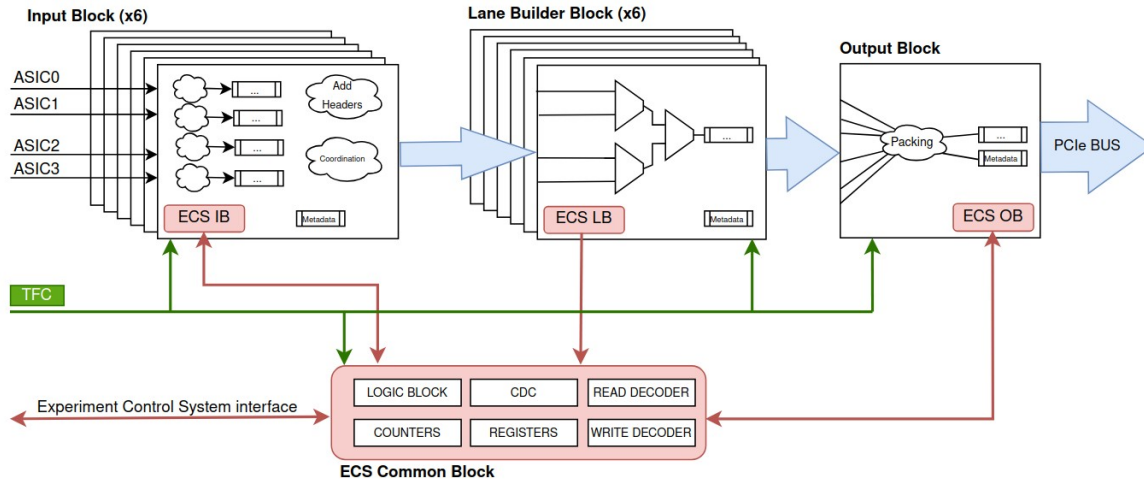 Input Block (x6)
Lane Builder Block (x6)
Output Block
ASIC0
ASIC1
ASIC2
ASIC3
...
...
...
...
Add
Headers
Coordination
ECS IB
Metadata
...
ECS LB
Metadata
Packing
...
Metadata
ECS OB
PCIe BUS
TFC
Experiment Control System interface
LOGIC BLOCK
CDC
READ DECODER
COUNTERS
REGISTERS
WRITE DECODER
ECS Common Block